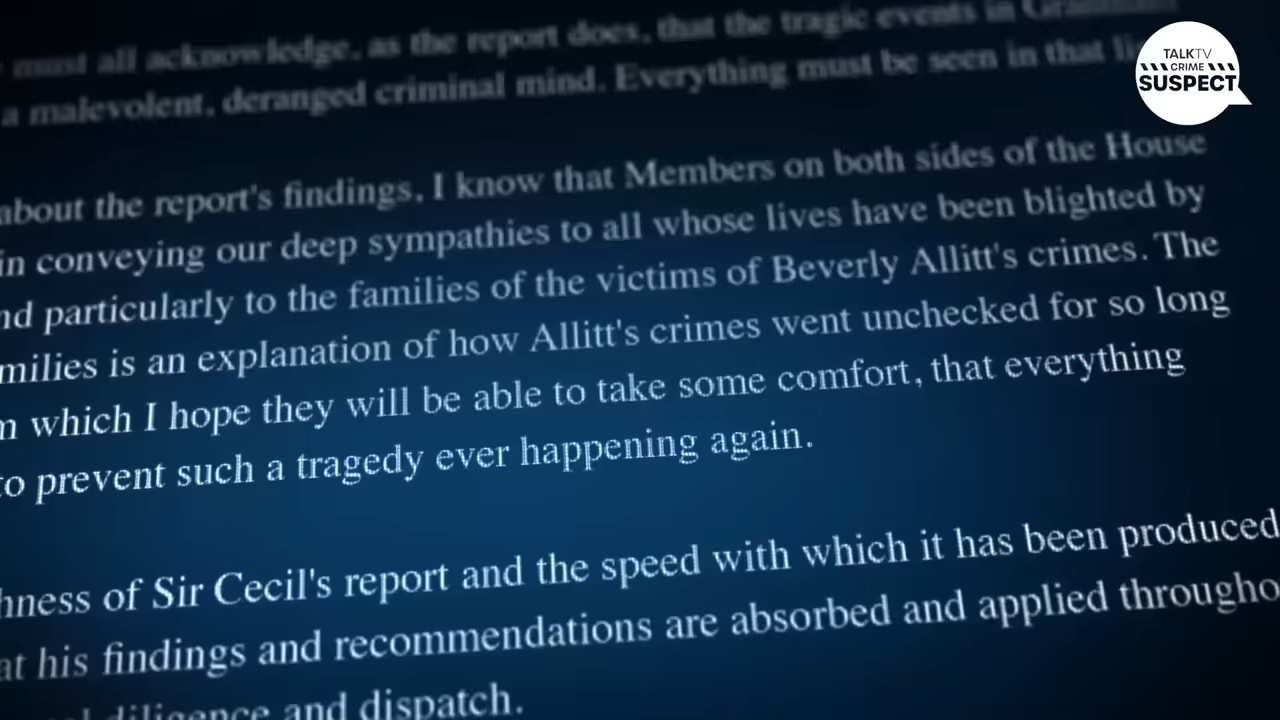 must all acknowledge, as the report does, that the tragic events in
a malevolent, deranged criminal mind. Everything must be seen in that
about the report's findings, I know that Members on both sides of the House
in conveying our deep sympathies to all whose lives have been blighted by
nd particularly to the families of the victims of Beverly Allitt's crimes. The
milies is an explanation of how Allitt's crimes went unchecked for so long
m which I hope they will be able to take some comfort, that everything
to prevent such a tragedy ever happening again.
hness of Sir Cecil's report and the speed with which it has been produced
at his findings and recommendations are absorbed and applied througho
diligence and dispatch.
TALKTV
CRIME
SUSPECT